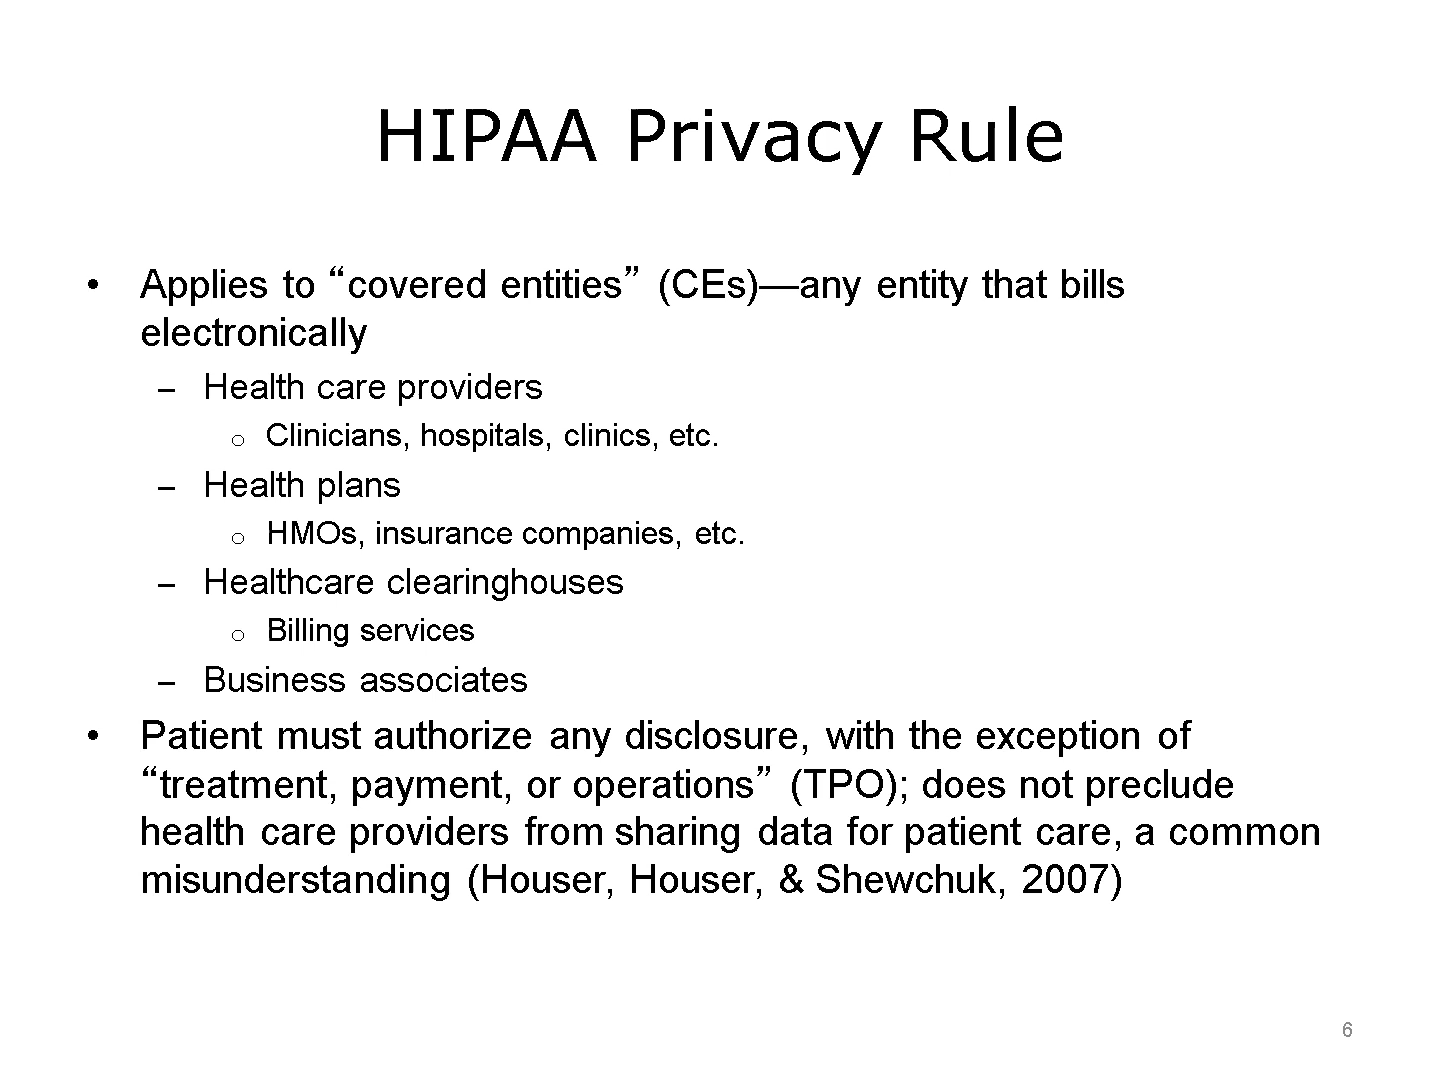 HIPAA Privacy Rule
• Applies to “covered entities” (CEs)—any entity that bills
electronically
– Health care providers
o Clinicians, hospitals, clinics, etc.
– Health plans
o HMOs, insurance companies, etc.
– Healthcare clearinghouses
o Billing services
– Business associates
• Patient must authorize any disclosure, with the exception of
“treatment, payment, or operations” (TPO); does not preclude
health care providers from sharing data for patient care, a common
misunderstanding (Houser, Houser, & Shewchuk, 2007)
6